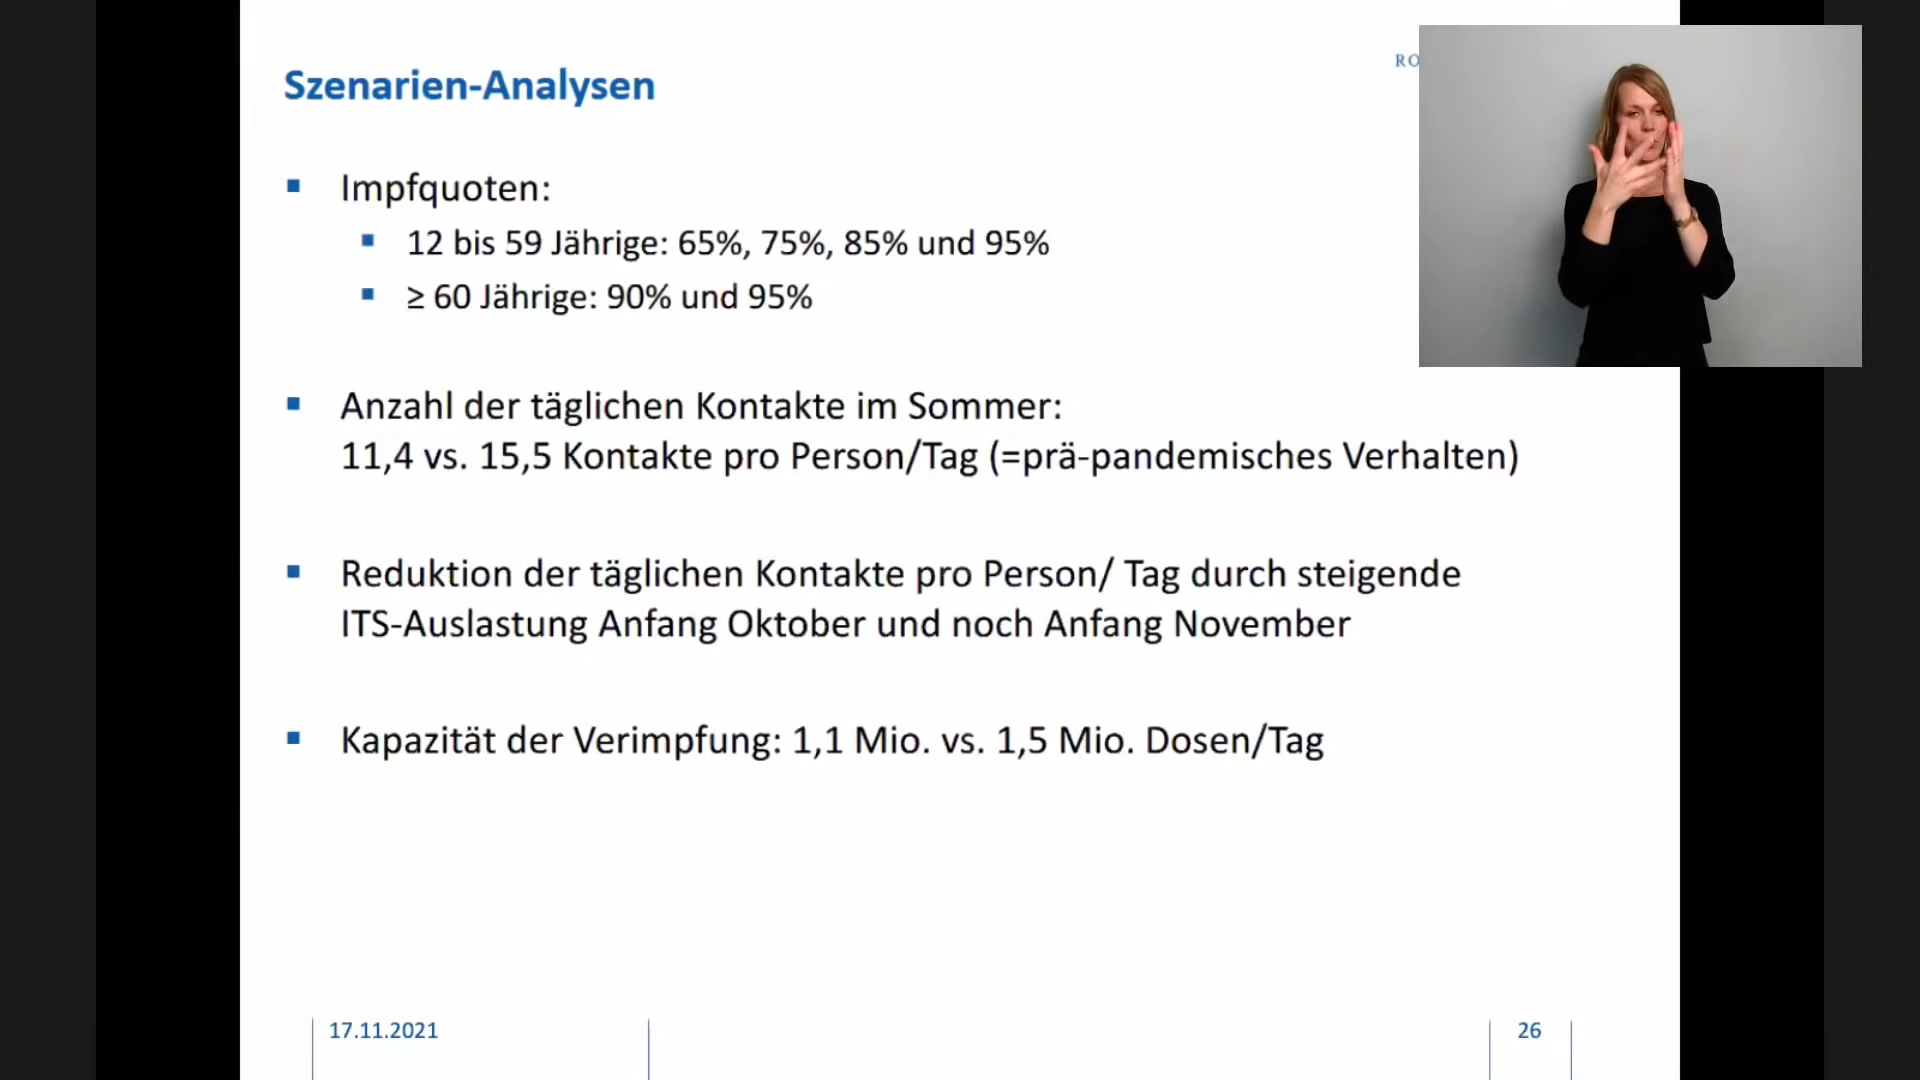 Szenarien-Analysen
RO
Impfquoten:
12 bis 59 Jährige: 65%, 75%, 85% und 95%
≥ 60 Jährige: 90% und 95%
Anzahl der täglichen Kontakte im Sommer:
11,4 vs. 15,5 Kontakte pro Person/Tag (=prä-pandemisches Verhalten)
Reduktion der täglichen Kontakte pro Person/ Tag durch steigende
ITS-Auslastung Anfang Oktober und noch Anfang November
Kapazität der Verimpfung: 1,1 Mio. vs. 1,5 Mio. Dosen/Tag
17.11.2021
26